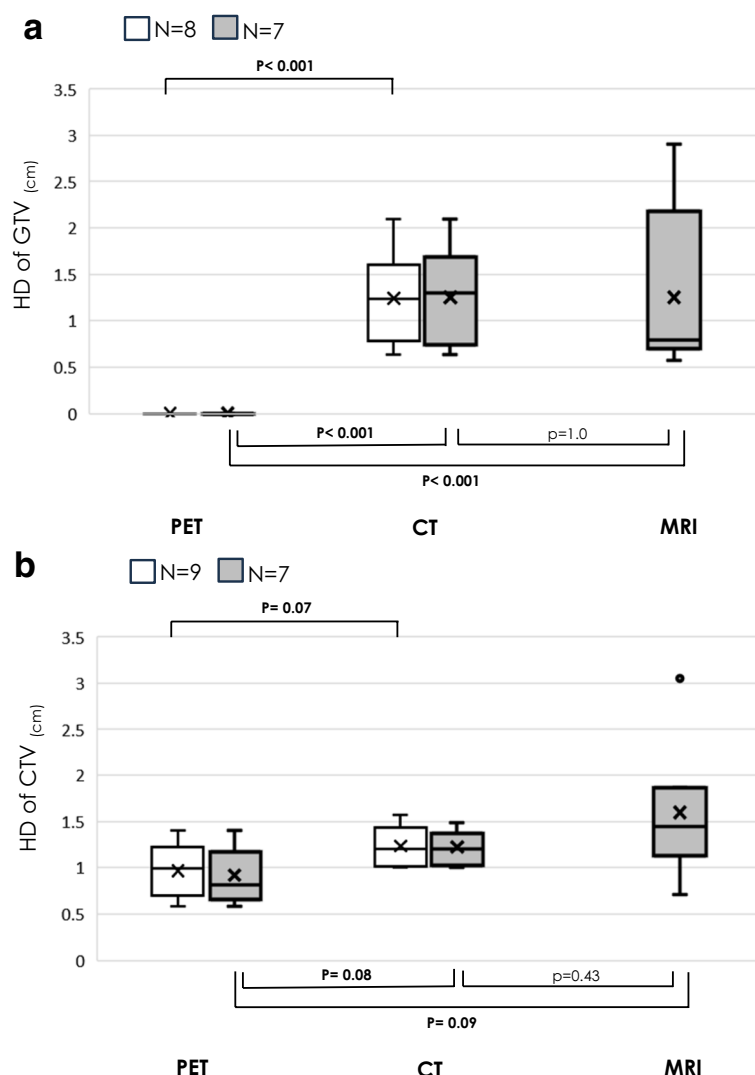 a
N=8 N=7
P< 0.001
3.5
3
2.5
2
1.5
1
0.5
0
HD of GTV (cm)
P< 0.001 p=1.0
P< 0.001
PET CT MRI
b
N=9 N=7
P= 0.07
3.5
3
2.5
2
1.5
1
0.5
0
HD of CTV (cm)
P= 0.08 p=0.43
P= 0.09
PET CT MRI